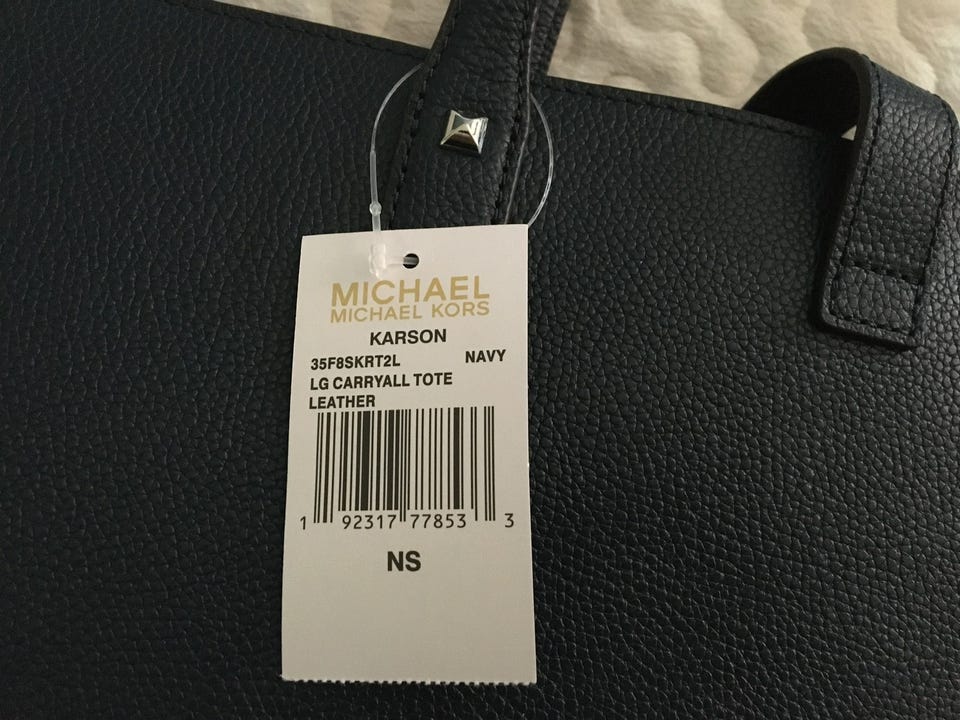 MICHAEL
MICHAEL KORS
KARSON
35F8SKRT2L NAVY
LG CARRYALL TOTE
LEATHER
1 92317 77853 3
NS